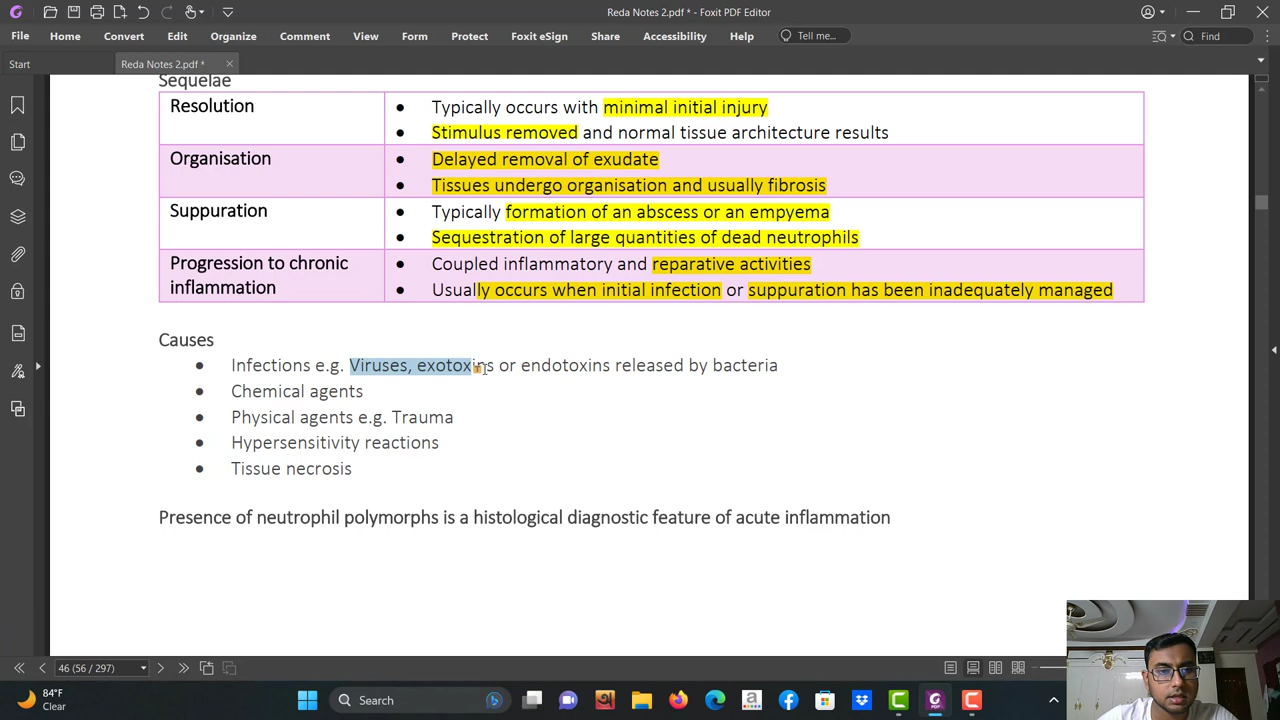 Reda Notes 2.pdf * - Foxit PDF Editor
File Home Convert Edit Organize Comment View Form Protect Foxit eSign Share Accessibility Help Tell me... Find
Start Reda Notes 2.pdf *
Sequelae
Resolution
• Typically occurs with minimal initial injury
• Stimulus removed and normal tissue architecture results
Organisation
• Delayed removal of exudate
• Tissues undergo organisation and usually fibrosis
Suppuration
• Typically formation of an abscess or an empyema
• Sequestration of large quantities of dead neutrophils
Progression to chronic
inflammation
• Coupled inflammatory and reparative activities
• Usually occurs when initial infection or suppuration has been inadequately managed
Causes
• Infections e.g. Viruses, exotoxins or endotoxins released by bacteria
• Chemical agents
• Physical agents e.g. Trauma
• Hypersensitivity reactions
• Tissue necrosis
Presence of neutrophil polymorphs is a histological diagnostic feature of acute inflammation
46 (56 / 297)
84°F
Clear
Search